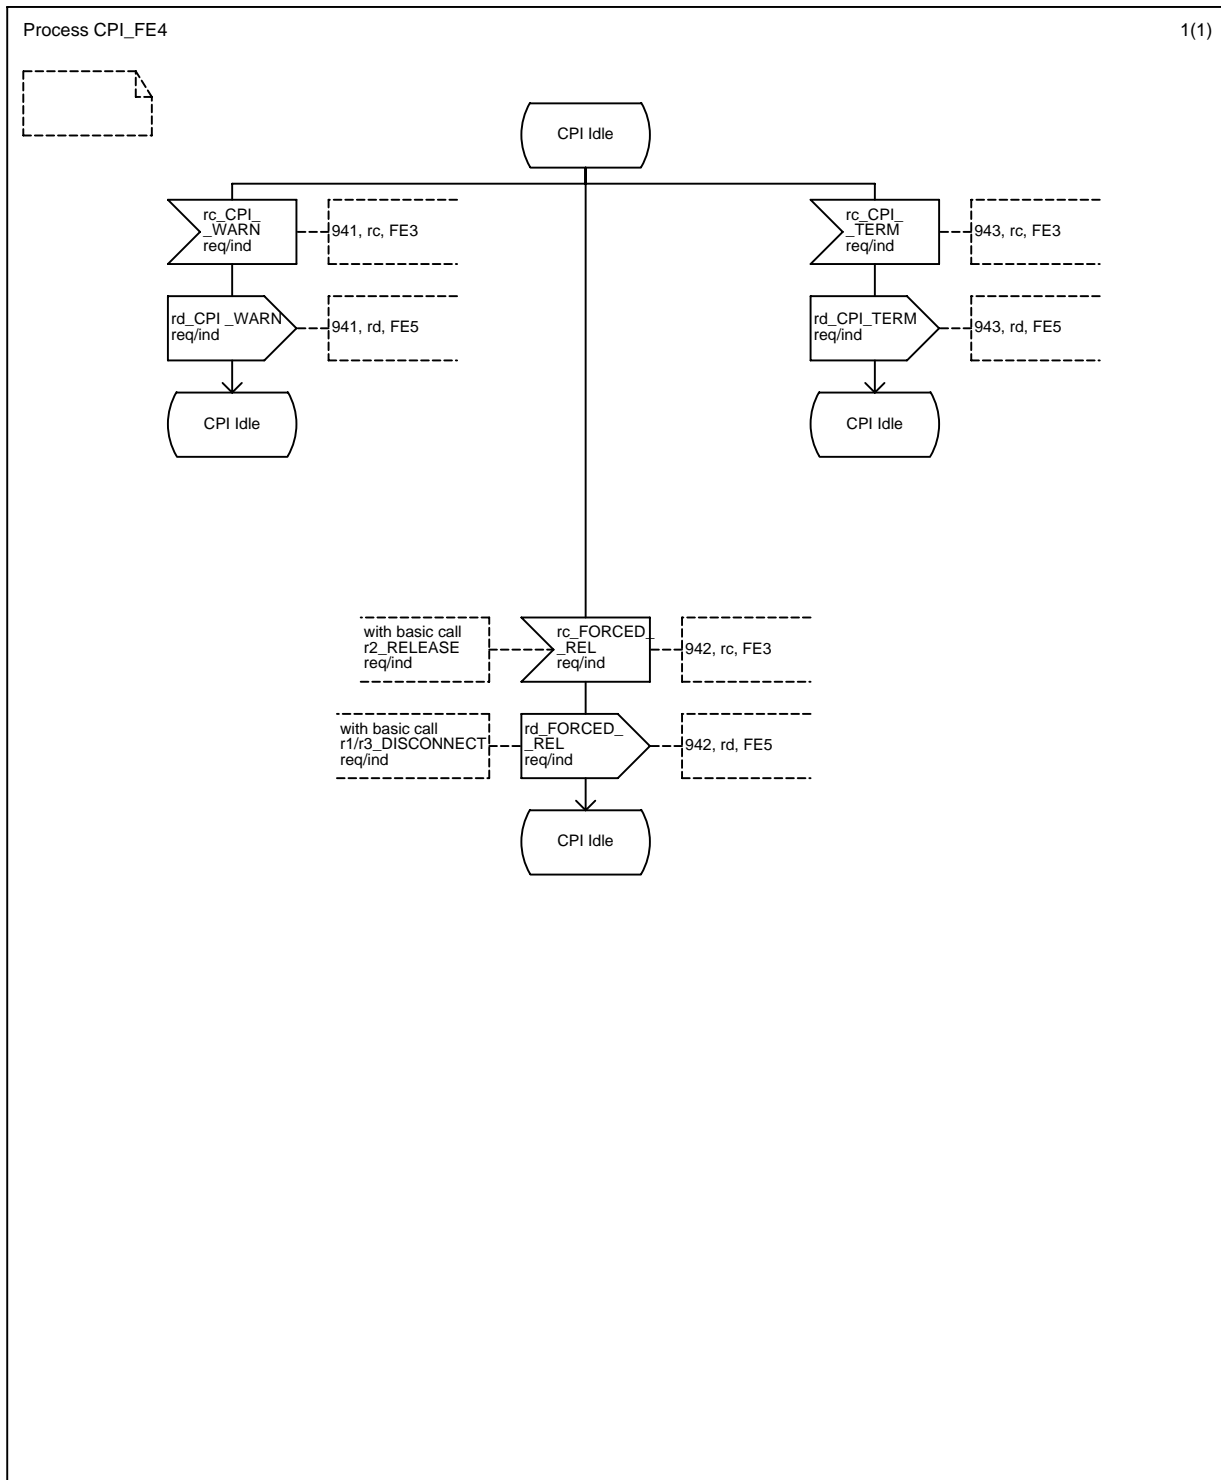 Process CPI_FE4
1(1)
CPI Idle
rc_CPI_
_WARN
req/ind
941, rc, FE3
rc_CPI_
_TERM
req/ind
943, rc, FE3
rd_CPI _WARN
req/ind
941, rd, FE5
rd_CPI_TERM
req/ind
943, rd, FE5
CPI Idle
CPI Idle
with basic call
r2_RELEASE
req/ind
rc_FORCED_
_REL
req/ind
942, rc, FE3
with basic call
r1/r3_DISCONNECT
req/ind
rd_FORCED_
_REL
req/ind
942, rd, FE5
CPI Idle